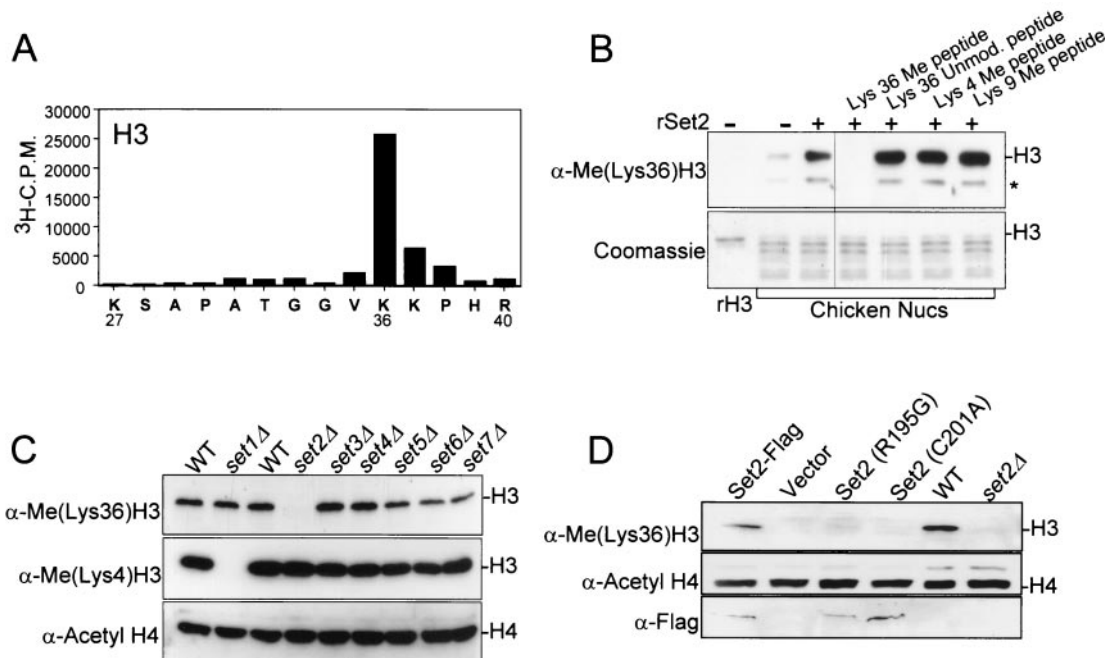 A
H3
³H-C.P.M.
30000
25000
20000
15000
10000
5000
0
K S A P A T G G V K K P H R
27 36 40
B
Lys 36 Me peptide
Lys 36 Unmod. peptide
Lys 4 Me peptide
Lys 9 Me peptide
rSet2 - - + + + + +
α-Me(Lys36)H3
-H3
*
Coomassie
-H3
rH3
Chicken Nucs
C
WT set1Δ WT set2Δ set3Δ set4Δ set5Δ set6Δ set7Δ
α-Me(Lys36)H3
-H3
α-Me(Lys4)H3
-H3
α-Acetyl H4
-H4
D
Set2-Flag Vector Set2 (R195G) Set2 (C201A) WT set2Δ
α-Me(Lys36)H3
-H3
α-Acetyl H4
-H4
α-Flag